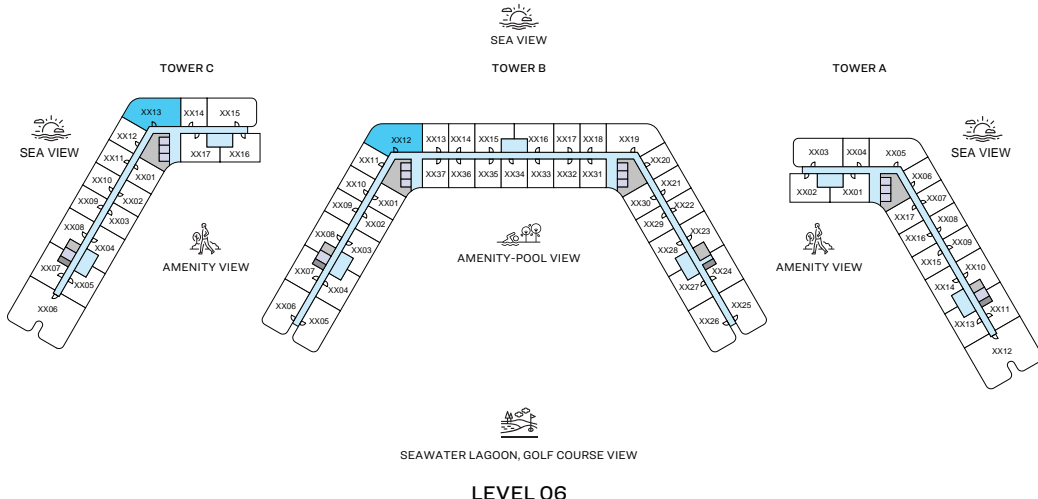 SEA VIEW
TOWER C
TOWER B
TOWER A
SEA VIEW
SEA VIEW
XX13
XX14
XX15
XX12
XX11
XX10
XX09
XX08
XX07
XX06
XX17
XX16
XX01
XX02
XX03
XX04
XX05
AMENITY VIEW
XX12
XX13
XX14
XX15
XX16
XX17
XX18
XX19
XX11
XX10
XX09
XX08
XX07
XX06
XX37
XX36
XX35
XX34
XX33
XX32
XX31
XX01
XX02
XX03
XX04
XX05
XX20
XX21
XX22
XX23
XX24
XX25
XX30
XX29
XX28
XX27
XX26
AMENITY-POOL VIEW
XX03
XX04
XX05
XX02
XX01
XX06
XX07
XX08
XX09
XX10
XX11
XX12
XX17
XX16
XX15
XX14
XX13
AMENITY VIEW
SEAWATER LAGOON, GOLF COURSE VIEW
LEVEL 06